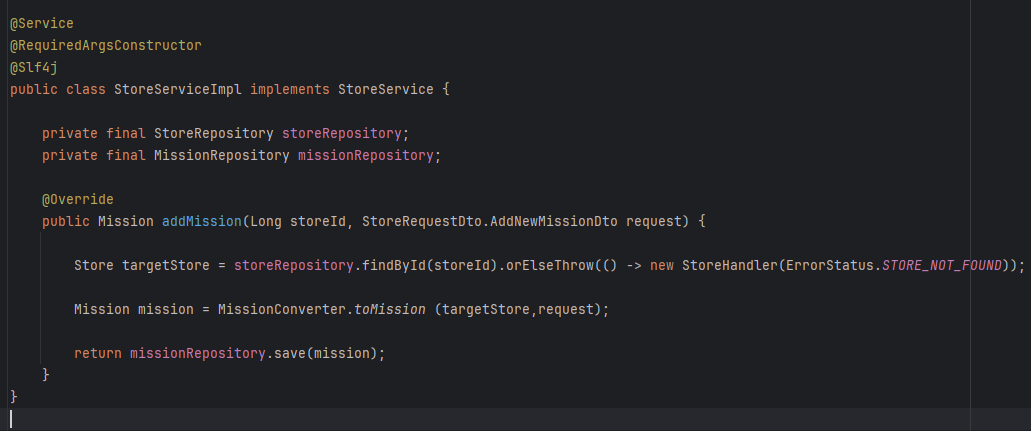 @Service
@RequiredArgsConstructor
@Slf4j
public class StoreServiceImpl implements StoreService {
private final StoreRepository storeRepository;
private final MissionRepository missionRepository;
@Override
public Mission addMission(Long storeId, StoreRequestDto.AddNewMissionDto request) {
Store targetStore = storeRepository.findById(storeId).orElseThrow(() -> new StoreHandler(ErrorStatus.STORE_NOT_FOUND));
Mission mission = MissionConverter.toMission (targetStore,request);
return missionRepository.save(mission);
}
}